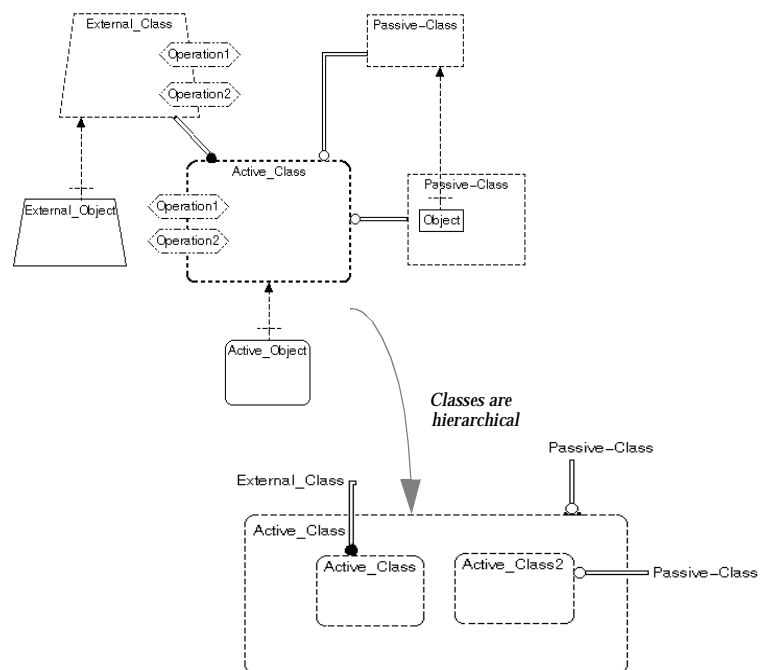 External_Class
Operation1
Operation2
Passive-Class
Active_Class
Operation1
Operation2
Passive-Class
Object
External_Object
Active_Object
Classes are
hierarchical
Passive-Class
External_Class
Active_Class
Active_Class
Active_Class2
Passive-Class